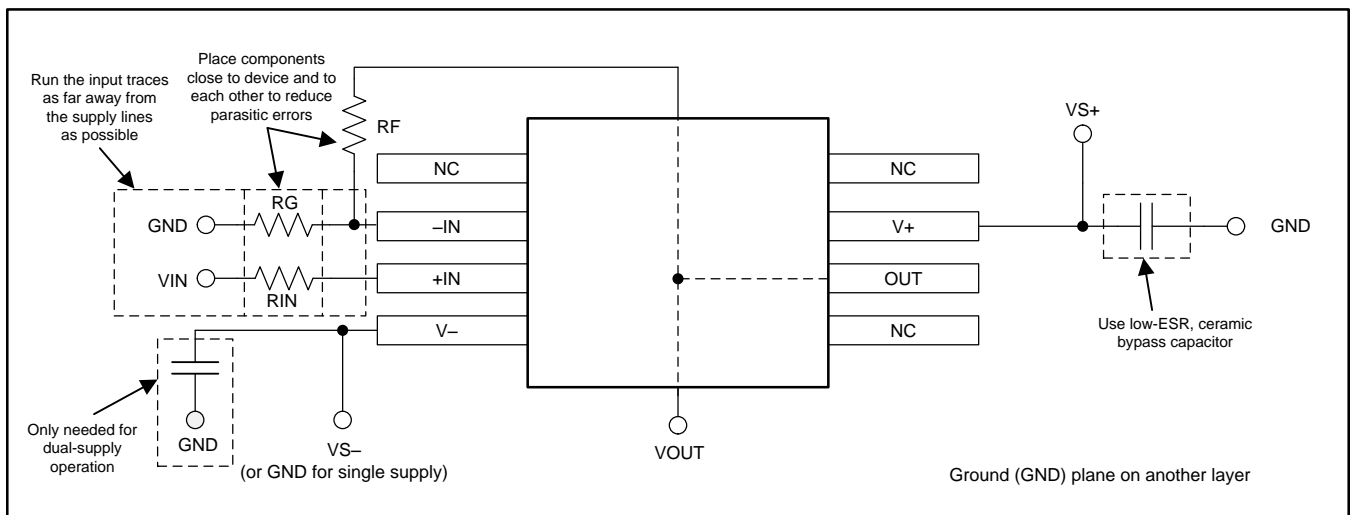 Run the input traces
as far away from
the supply lines
as possible
Place components
close to device and to
each other to reduce
parasitic errors
RF
VS+
NC
NC
RG
GND
–IN
V+
GND
VIN
+IN
OUT
RIN
V–
NC
Use low-ESR, ceramic
bypass capacitor
Only needed for
dual-supply
operation
GND
VS–
(or GND for single supply)
VOUT
Ground (GND) plane on another layer